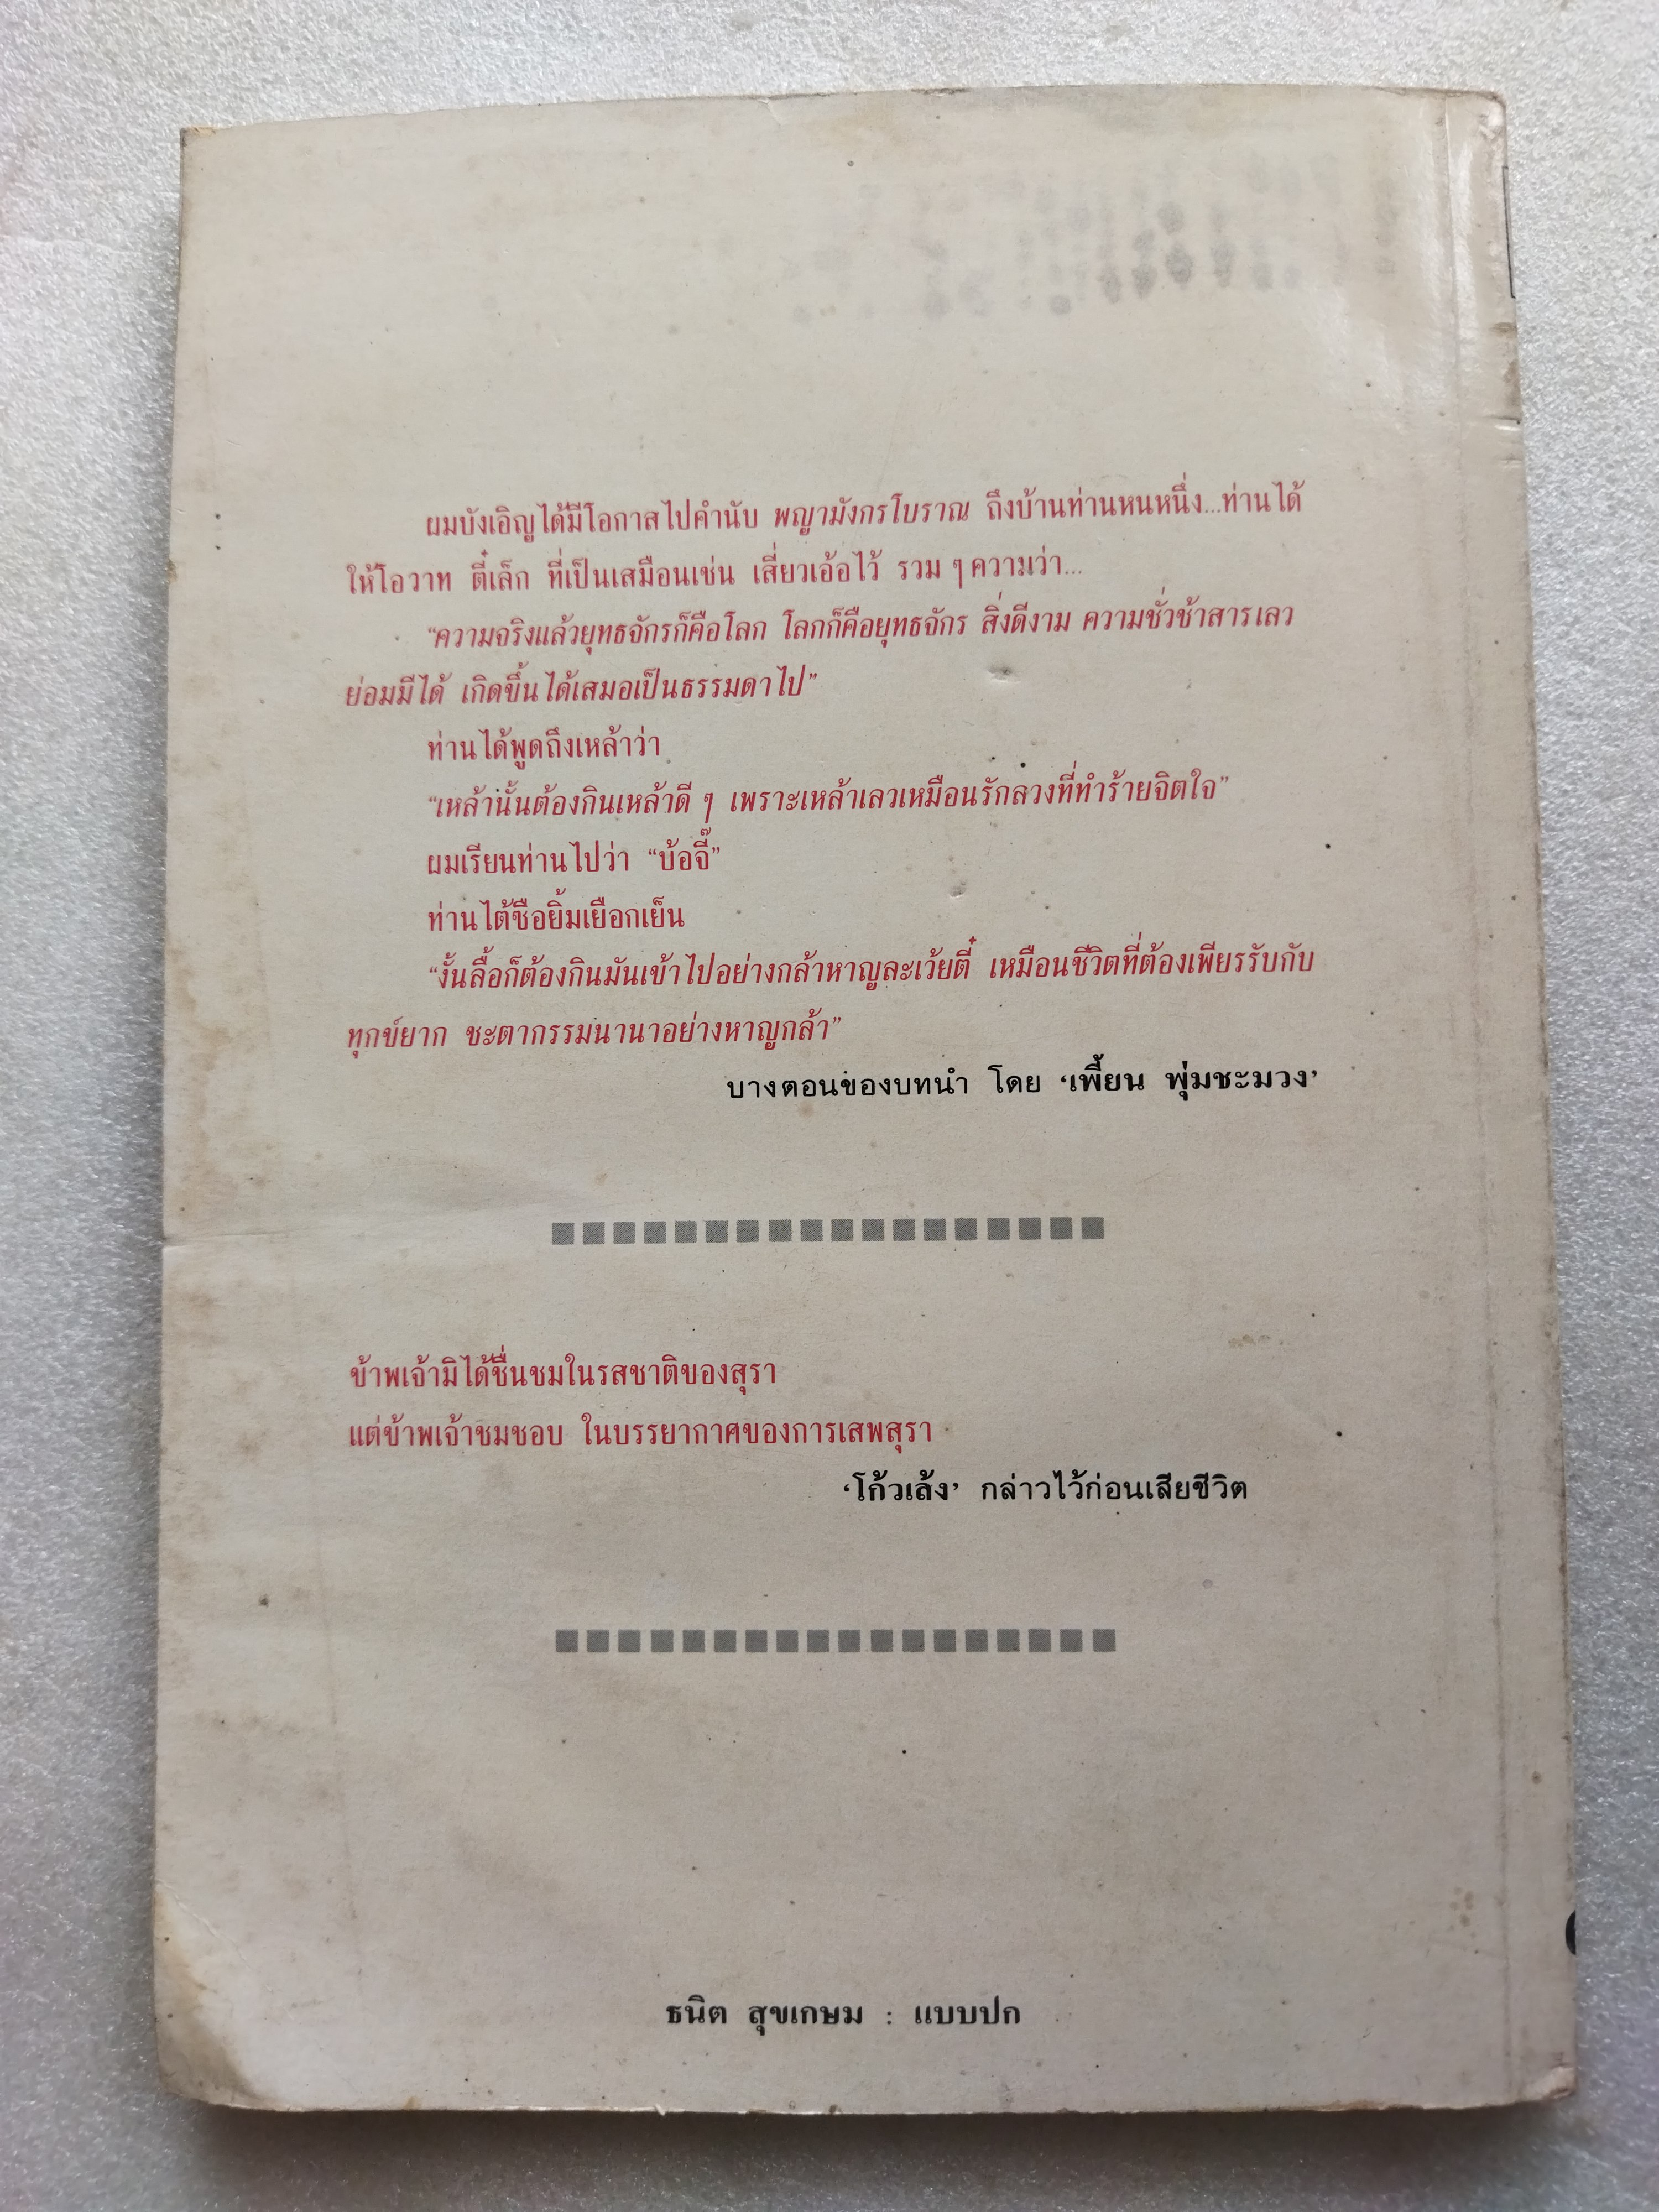 ผมบังเอิญได้มีโอกาสไปคำนับ พญามังกรโบราณ ถึงบ้านท่านหนหนึ่ง...ท่านได้
ให้โอวาท ตี๋เล็ก ที่เป็นเสมือนเช่น เสี่ยวเอ้อไว้ รวม ๆ ความว่า...
“ความจริงแล้วยุทธจักรก็คือโลก โลกก็คือยุทธจักร สิ่งดีงาม ความชั่วช้าสารเลว
ย่อมมีได้ เกิดขึ้นได้เสมอเป็นธรรมดาไป”
ท่านได้พูดถึงเหล้าว่า
“เหล้านั้นต้องกินเหล้าดี ๆ เพราะเหล้าเลวเหมือนรักลวงที่ทำร้ายจิตใจ”
ผมเรียนท่านไปว่า “บ้อจี๊”
ท่านไต้ซือยิ้มเยือกเย็น
“งั้นลื้อก็ต้องกินมันเข้าไปอย่างกล้าหาญละเว้ยตี๋ เหมือนชีวิตที่ต้องเพียรรับกับ
ทุกข์ยาก ชะตากรรมนานาอย่างหาญกล้า”
บางตอนของบทนำ โดย ‘เพี้ยน พุ่มชะมวง’
ข้าพเจ้ามิได้ชื่นชมในรสชาติของสุรา
แต่ข้าพเจ้าชมชอบ ในบรรยากาศของการเสพสุรา
‘โก้วเล้ง’ กล่าวไว้ก่อนเสียชีวิต
ธนิต สุขเกษม : แบบปก